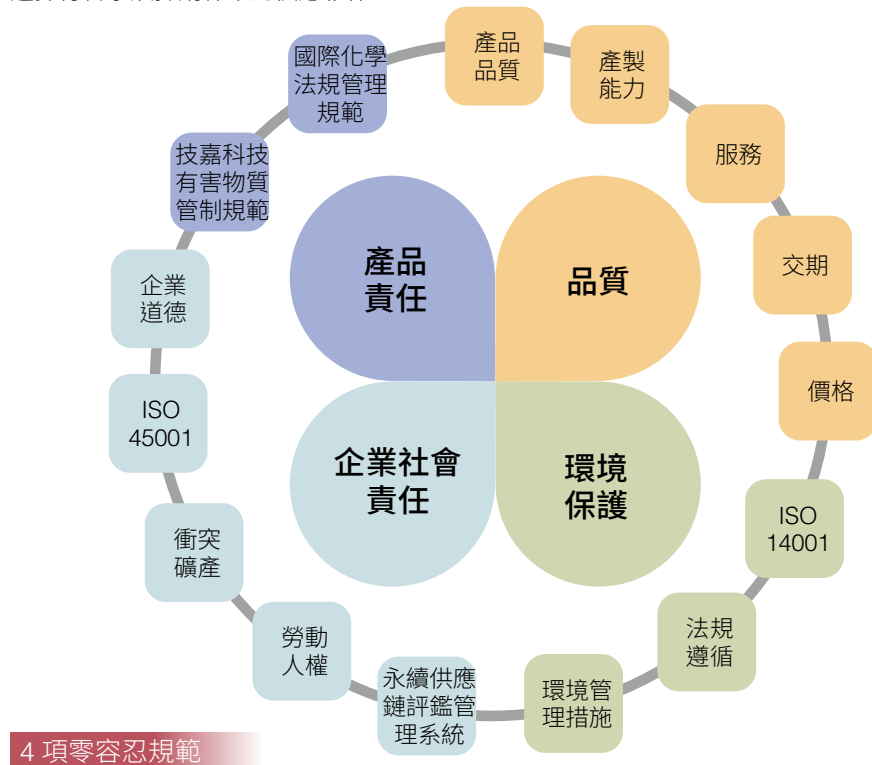 國際化學
法規管理
規範
產品
品質
產製
能力
服務
交期
價格
ISO
14001
法規
遵循
環境管
理措施
永續供應
鏈評鑑管
理系統
勞動
人權
衝突
礦產
ISO
45001
企業
道德
技嘉科技
有害物質
管制規範
產品
責任
品質
企業社會
責任
環境
保護
4 項零容忍規範